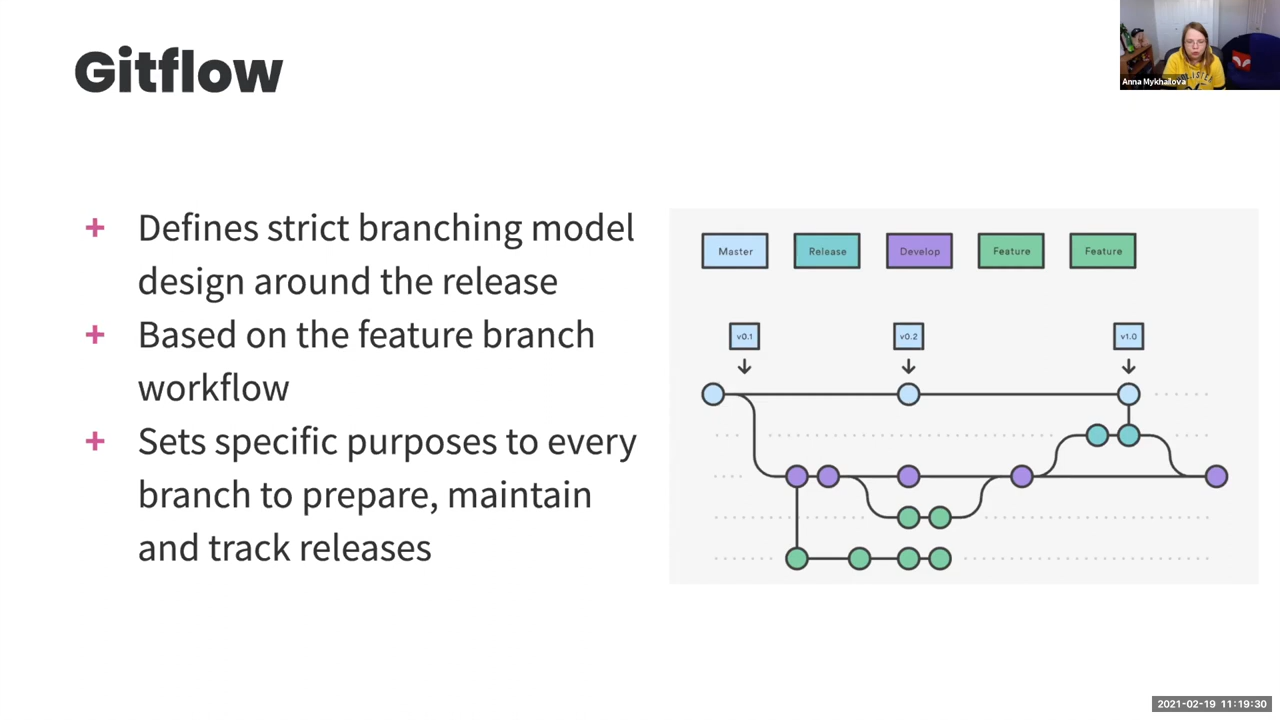 Gitflow
Anna Mykhailova
+ Defines strict branching model
design around the release
+ Based on the feature branch
workflow
+ Sets specific purposes to every
branch to prepare, maintain
and track releases
Master Release Develop Feature Feature
v0.1 v0.2 v1.0
2021-02-19 11:19:30